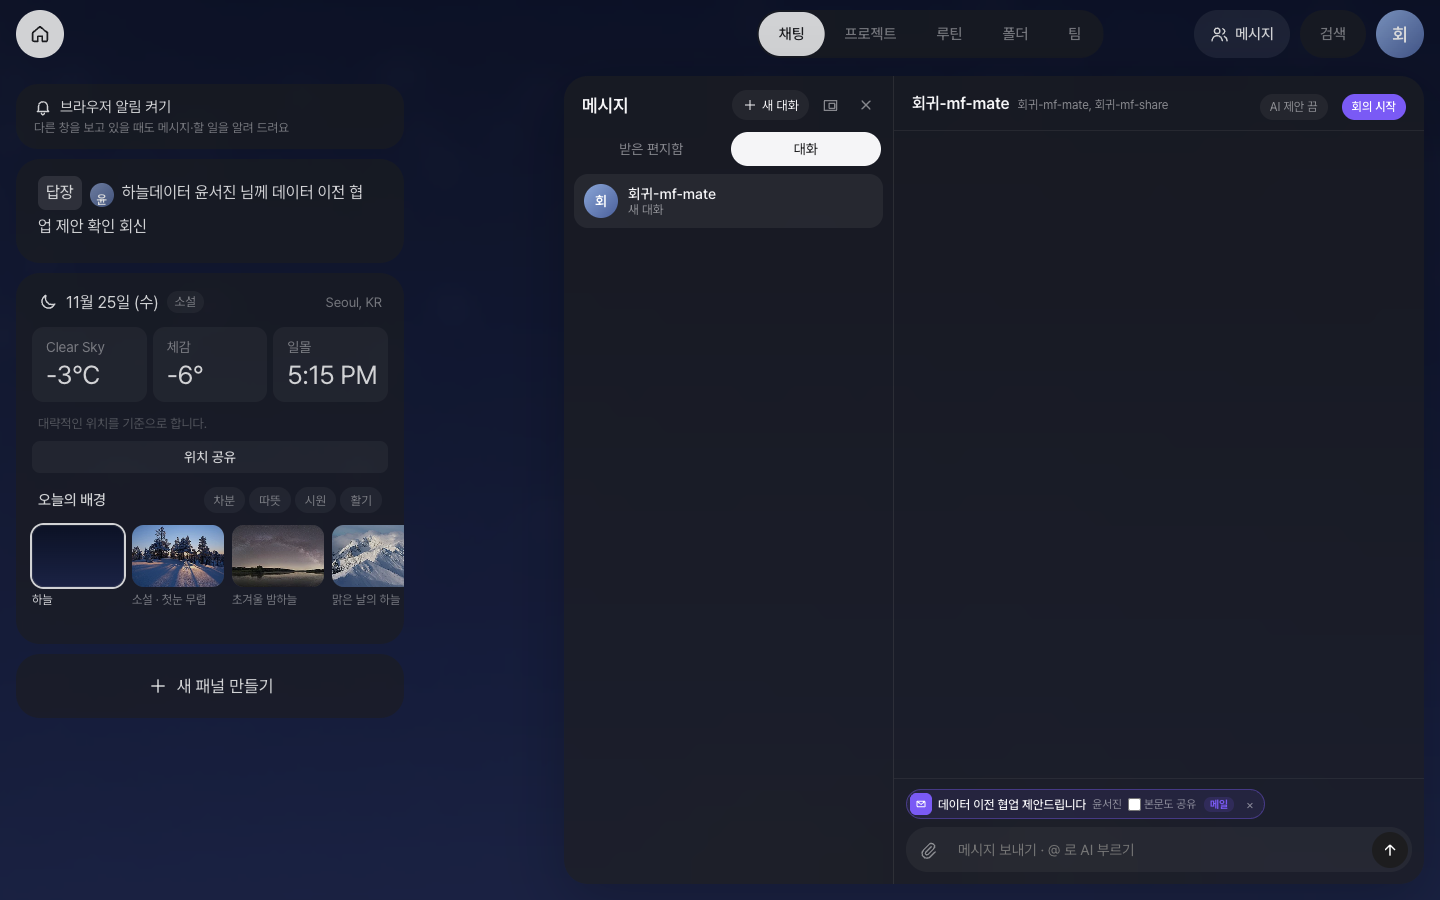 채팅
프로젝트
루틴
폴더
팀
메시지
검색
회
브라우저 알림 켜기
다른 창을 보고 있을 때도 메시지·할 일을 알려 드려요
답장 윤 하늘데이터 윤서진 님께 데이터 이전 협
업 제안 확인 회신
11월 25일 (수) 소설 Seoul, KR
Clear Sky
-3°C
체감
-6°
일몰
5:15 PM
대략적인 위치를 기준으로 합니다.
위치 공유
오늘의 배경 차분 따뜻 시원 활기
하늘
소설 · 첫눈 무렵
초겨울 밤하늘
맑은 날의 하늘
새 패널 만들기
메시지 새 대화
받은 편지함 대화
회 회귀-mf-mate
새 대화
회귀-mf-mate 회귀-mf-mate, 회귀-mf-share AI 제안 끔 회의 시작
데이터 이전 협업 제안드립니다 윤서진 본문도 공유 메일 ×
메시지 보내기 · @ 로 AI 부르기